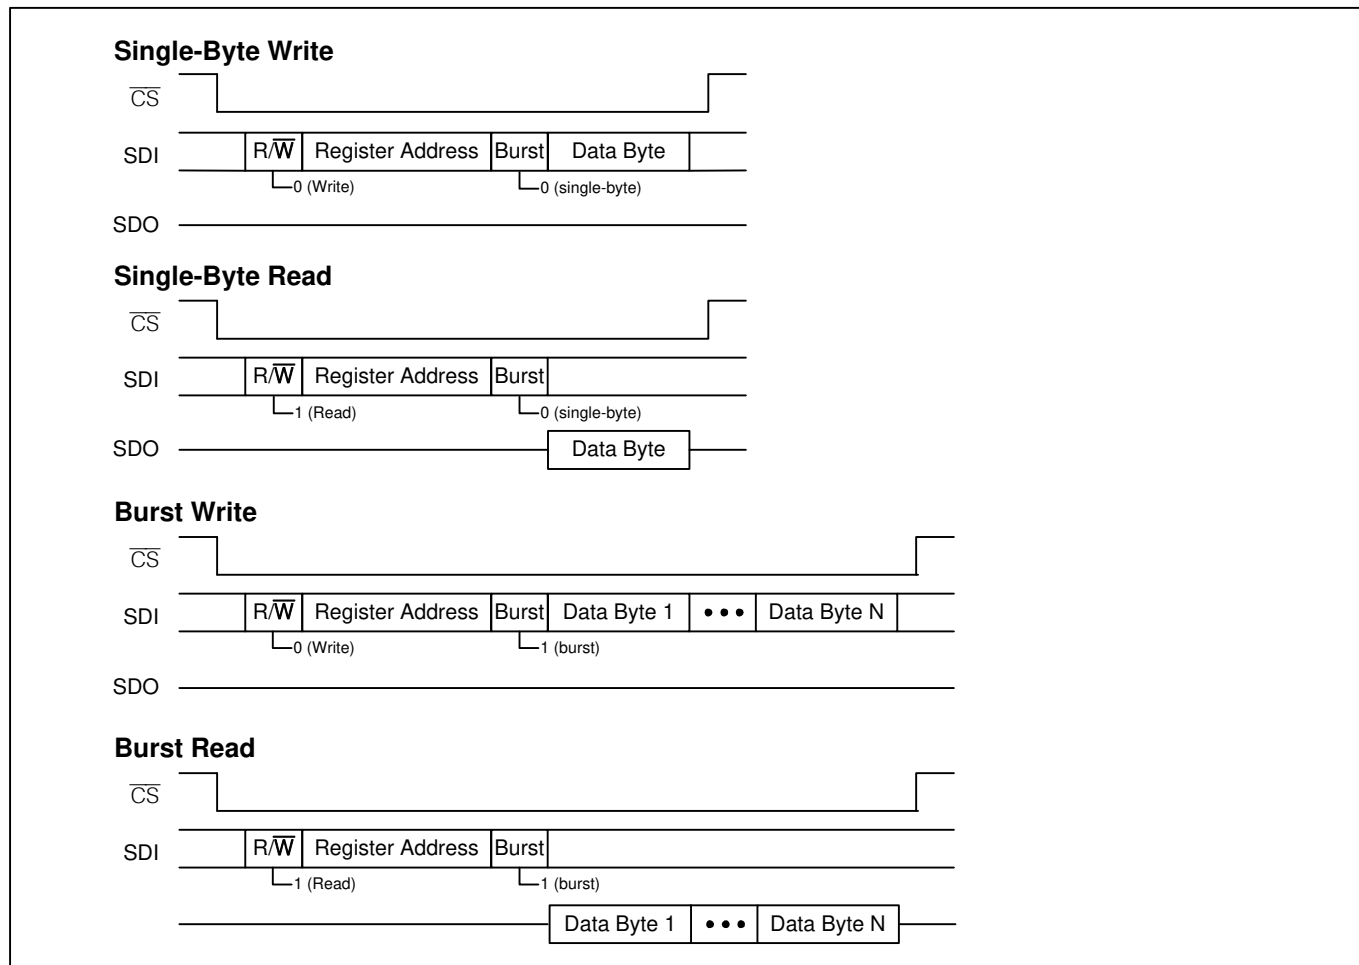 Single-Byte Write
CS
SDI R/W Register Address Burst Data Byte
0 (Write) 0 (single-byte)
SDO
Single-Byte Read
CS
SDI R/W Register Address Burst
1 (Read) 0 (single-byte)
SDO Data Byte
Burst Write
CS
SDI R/W Register Address Burst Data Byte 1 ••• Data Byte N
0 (Write) 1 (burst)
SDO
Burst Read
CS
SDI R/W Register Address Burst
1 (Read) 1 (burst)
Data Byte 1 ••• Data Byte N